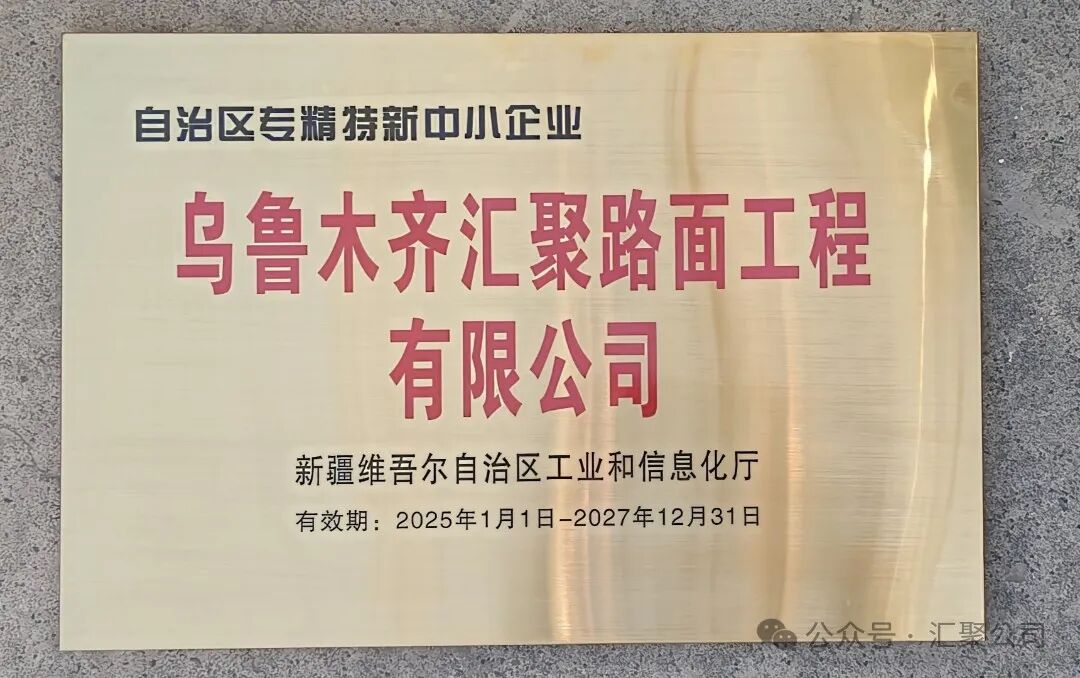 自治区专精特新中小企业
乌鲁木齐汇聚路面工程
有限公司
新疆维吾尔自治区工业和信息化厅
有效期：2025年1月1日-2027年12月31日
公众号·汇聚公司